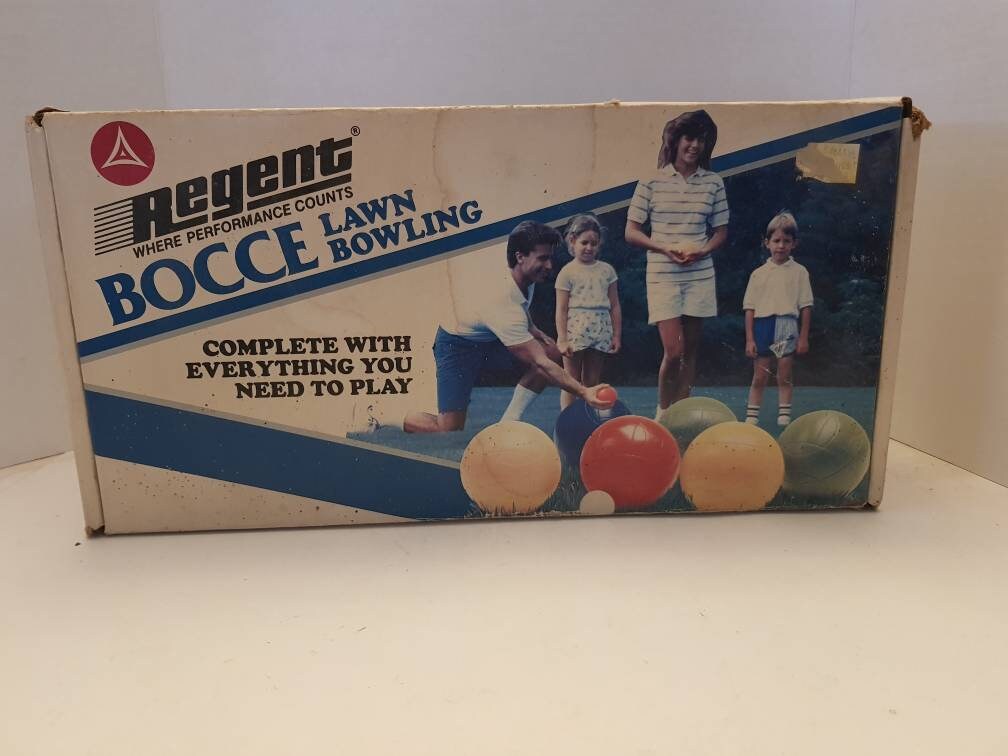 Regent®
WHERE PERFORMANCE COUNTS
BOCCE LAWN BOWLING
COMPLETE WITH
EVERYTHING YOU
NEED TO PLAY